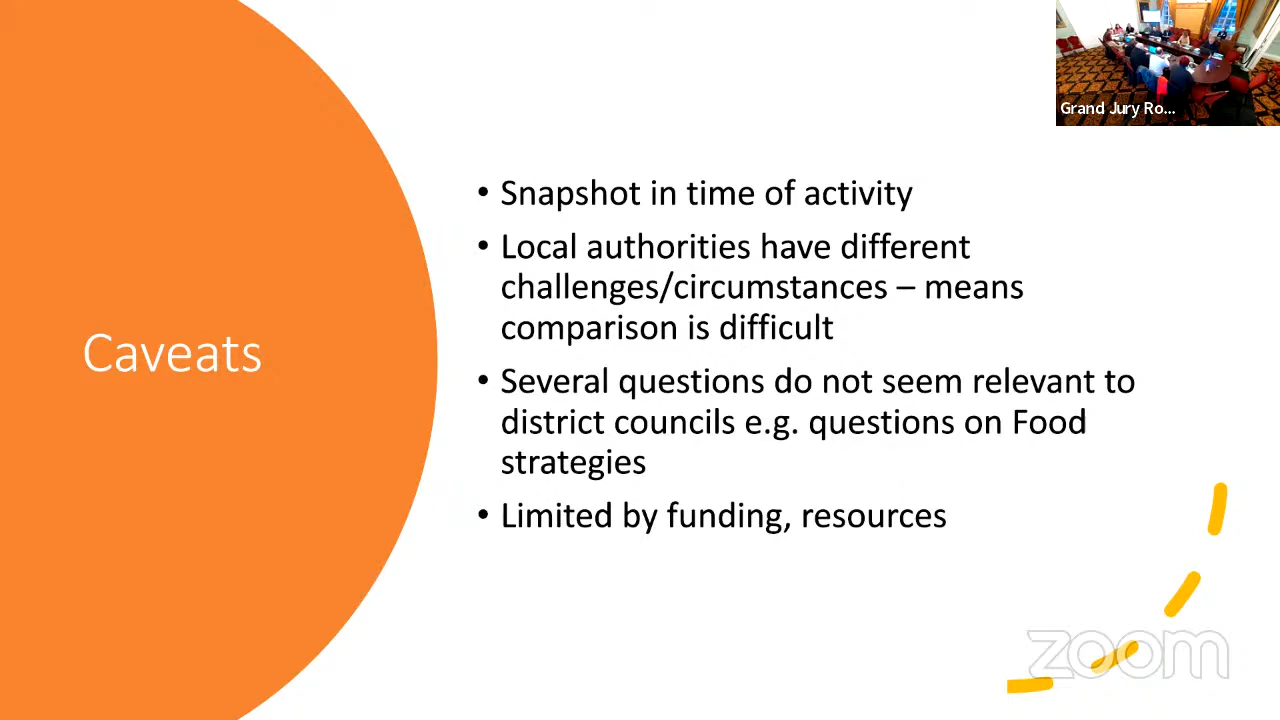 Grand Jury Ro...
Caveats
• Snapshot in time of activity
• Local authorities have different
challenges/circumstances – means
comparison is difficult
• Several questions do not seem relevant to
district councils e.g. questions on Food
strategies
• Limited by funding, resources
zoom